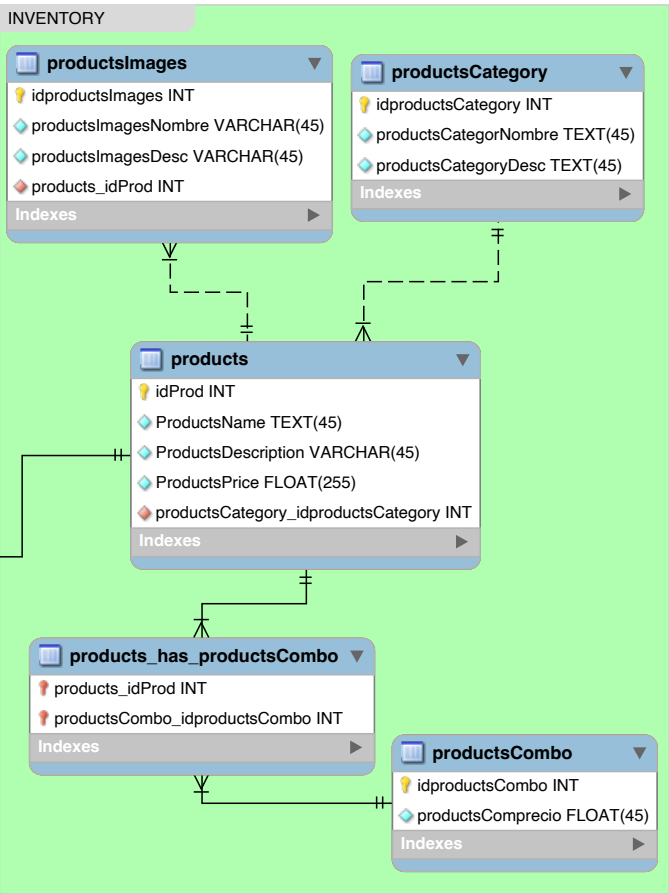 INVENTORY
productsImages
idproductsImages INT
productsImagesNombre VARCHAR(45)
productsImagesDesc VARCHAR(45)
products_idProd INT
Indexes
productsCategory
idproductsCategory INT
productsCategorNombre TEXT(45)
productsCategoryDesc TEXT(45)
Indexes
products
idProd INT
ProductsName TEXT(45)
ProductsDescription VARCHAR(45)
ProductsPrice FLOAT(255)
productsCategory_idproductsCategory INT
Indexes
products_has_productsCombo
products_idProd INT
productsCombo_idproductsCombo INT
Indexes
productsCombo
idproductsCombo INT
productsComprecio FLOAT(45)
Indexes